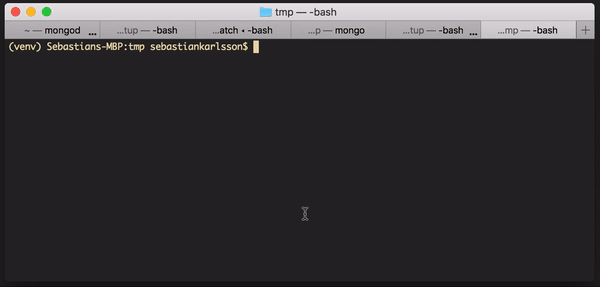 tmp — -bash
~ — mongod ... ...tup — -bash ...atch • -bash ...p — mongo ...tup — -bash ... ...mp — -bash +
(venv) Sebastians-MBP:tmp sebastiankarlsson$